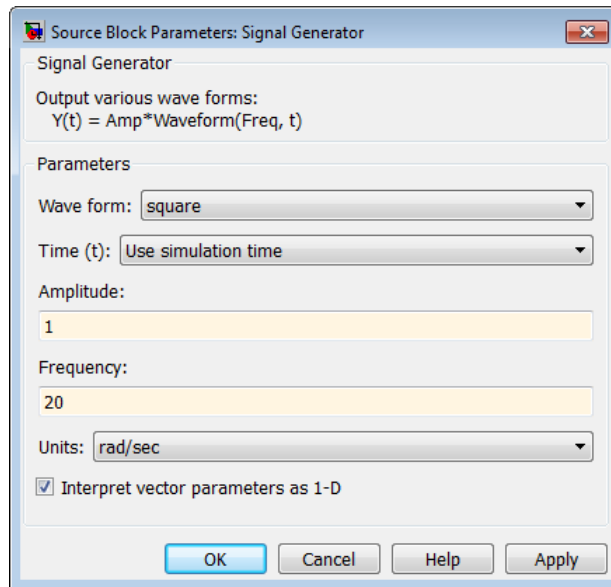 Source Block Parameters: Signal Generator
Signal Generator
Output various wave forms:
Y(t) = Amp*Waveform(Freq, t)
Parameters
Wave form: square
Time (t): Use simulation time
Amplitude:
1
Frequency:
20
Units: rad/sec
Interpret vector parameters as 1-D
OK Cancel Help Apply